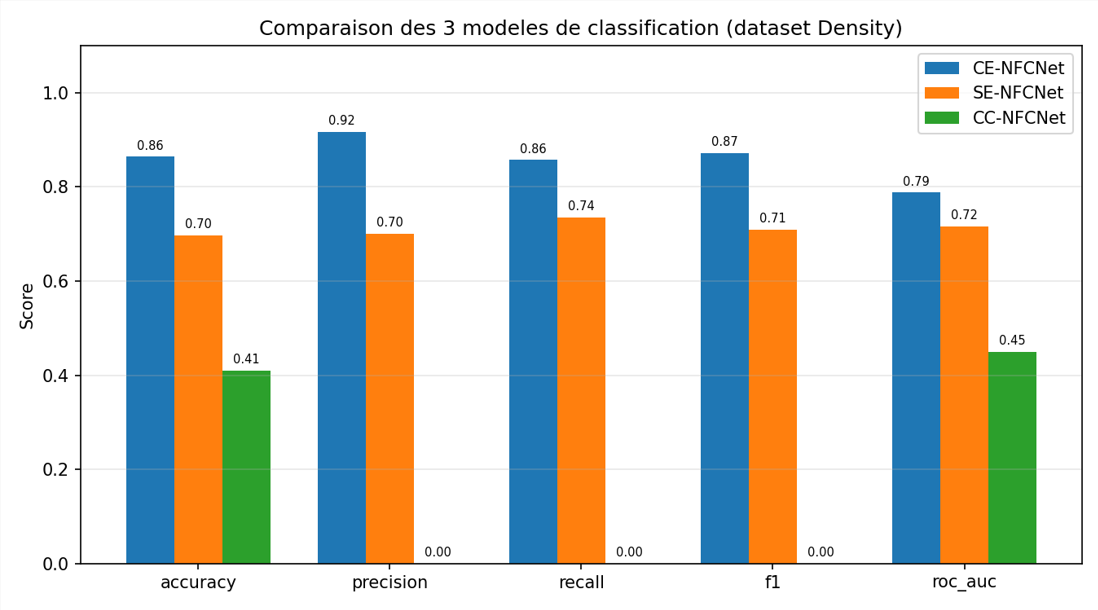 Comparaison des 3 modeles de classification (dataset Density)
CE-NFCNet
SE-NFCNet
CC-NFCNet
Score
1.0
0.8
0.6
0.4
0.2
0.0
0.86
0.70
0.41
0.92
0.70
0.00
0.86
0.74
0.00
0.87
0.71
0.00
0.79
0.72
0.45
accuracy
precision
recall
f1
roc_auc